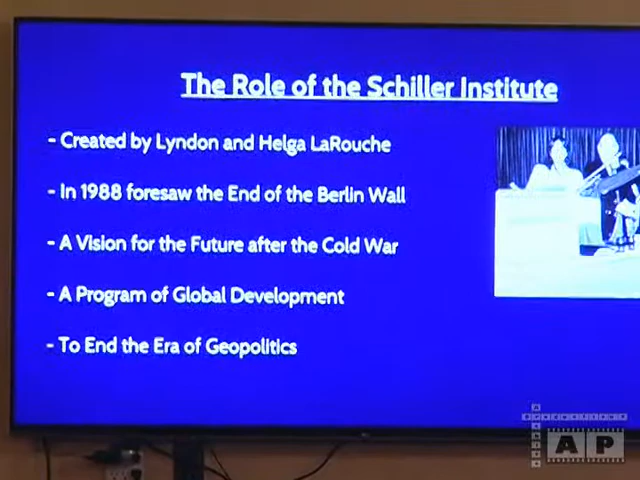 The Role of the Schiller Institute
- Created by Lyndon and Helga LaRouche
- In 1988 foresaw the End of the Berlin Wall
- A Vision for the Future after the Cold War
- A Program of Global Development
- To End the Era of Geopolitics
AP